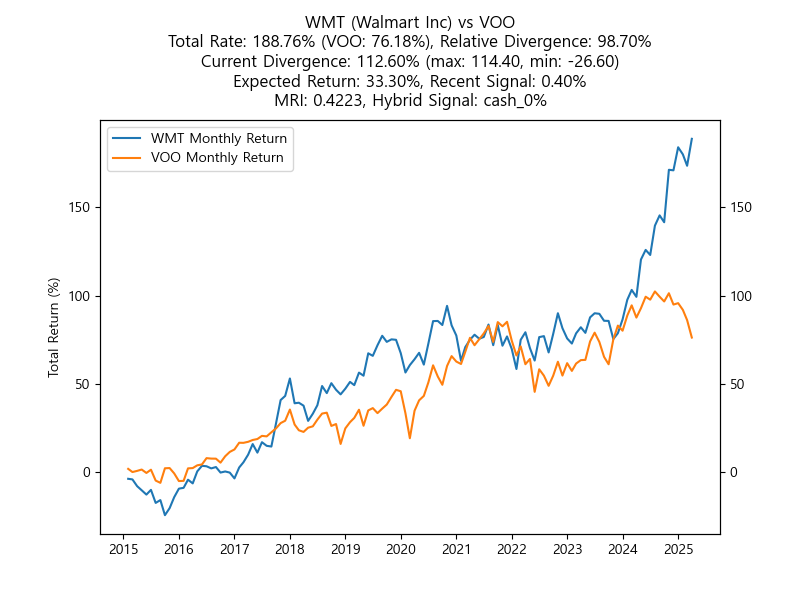 WMT (Walmart Inc) vs VOO
Total Rate: 188.76% (VOO: 76.18%), Relative Divergence: 98.70%
Current Divergence: 112.60% (max: 114.40, min: -26.60)
Expected Return: 33.30%, Recent Signal: 0.40%
MRI: 0.4223, Hybrid Signal: cash_0%
WMT Monthly Return
VOO Monthly Return
Total Return (%)
150
100
50
0
150
100
50
0
2015 2016 2017 2018 2019 2020 2021 2022 2023 2024 2025